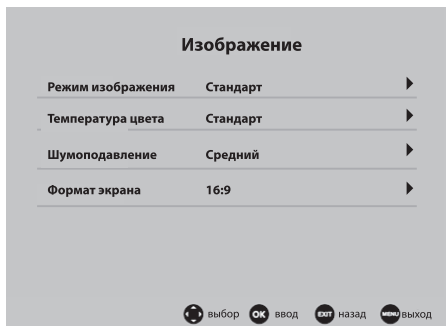 Изображение
Режим изображения Стандарт
Температура цвета Стандарт
Шумоподавление Средний
Формат экрана 16:9
выбор OK ввод EXIT назад MENU выход